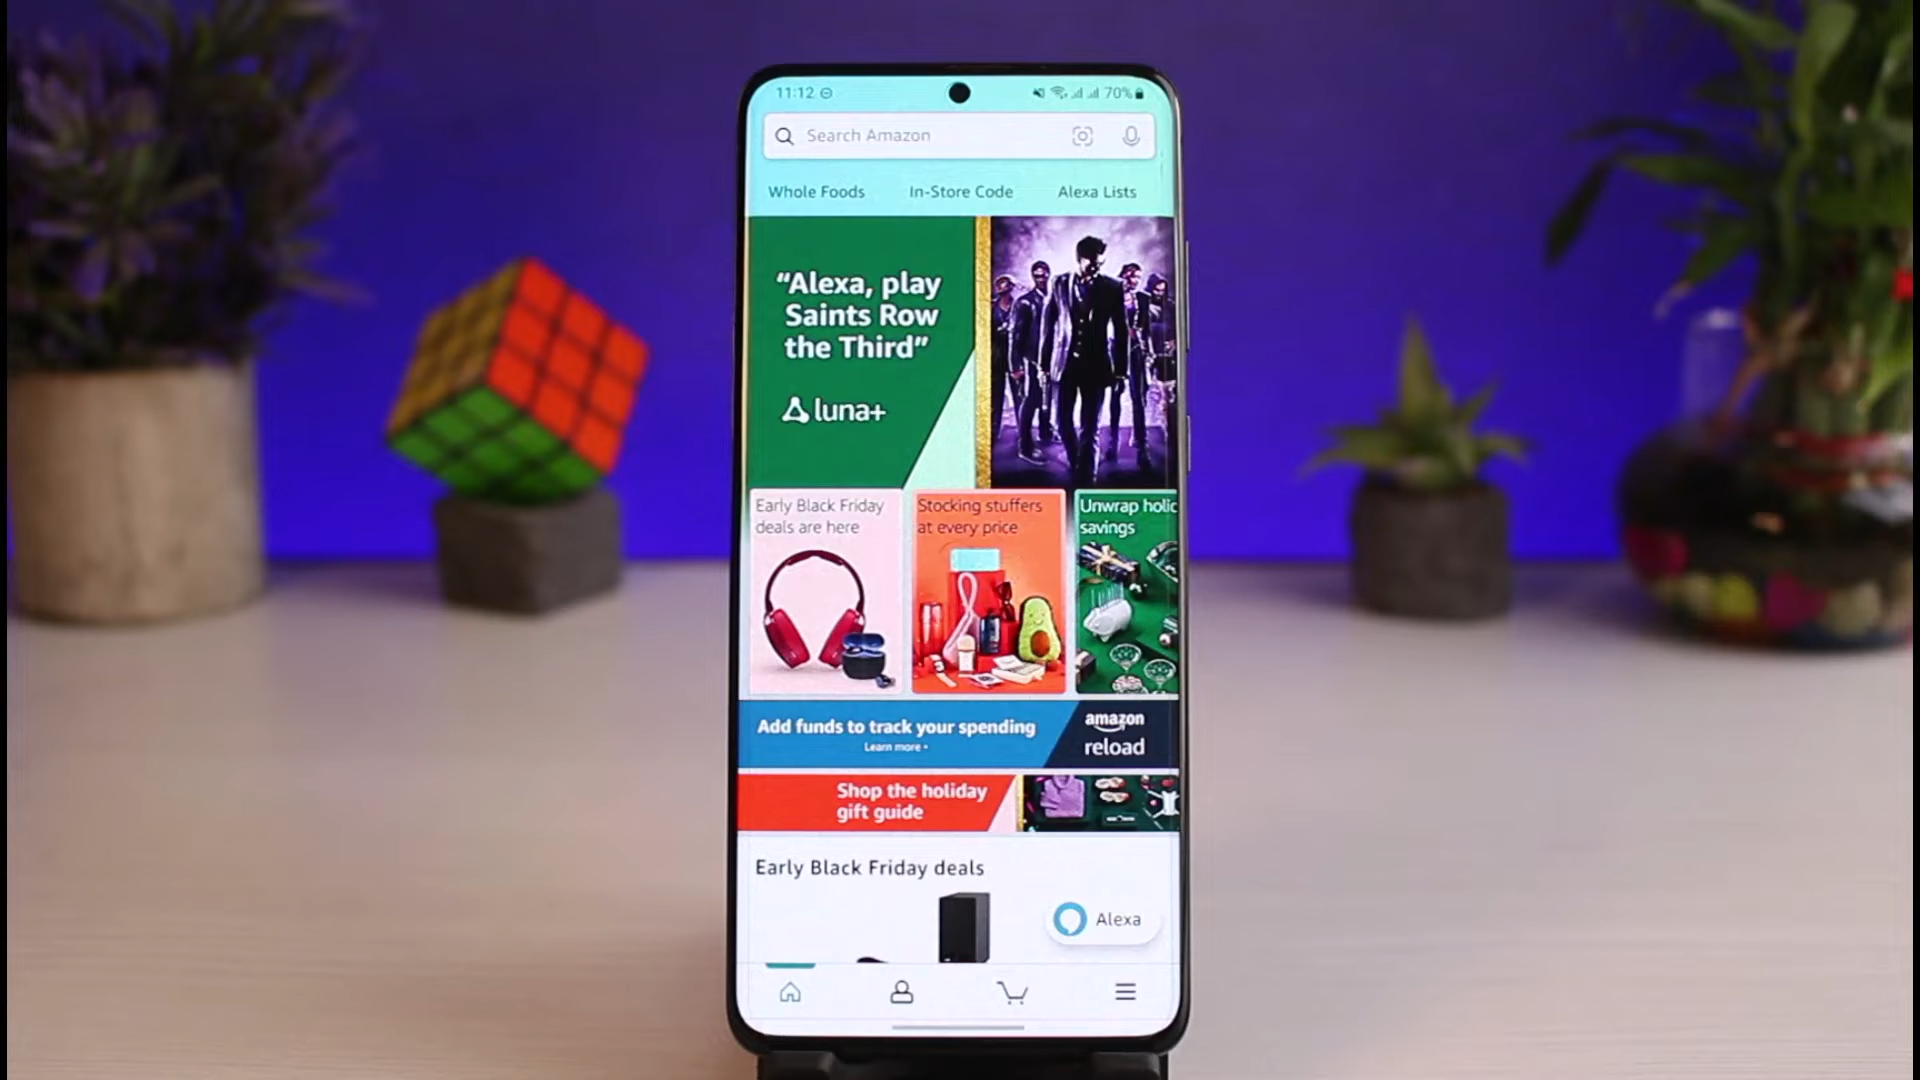 11:12
70%
Search Amazon
Whole Foods
In-Store Code
Alexa Lists
“Alexa, play
Saints Row
the Third”
luna+
Early Black Friday
deals are here
Stocking stuffers
at every price
Unwrap holic
savings
Add funds to track your spending
Learn more
amazon
reload
Shop the holiday
gift guide
Early Black Friday deals
Alexa